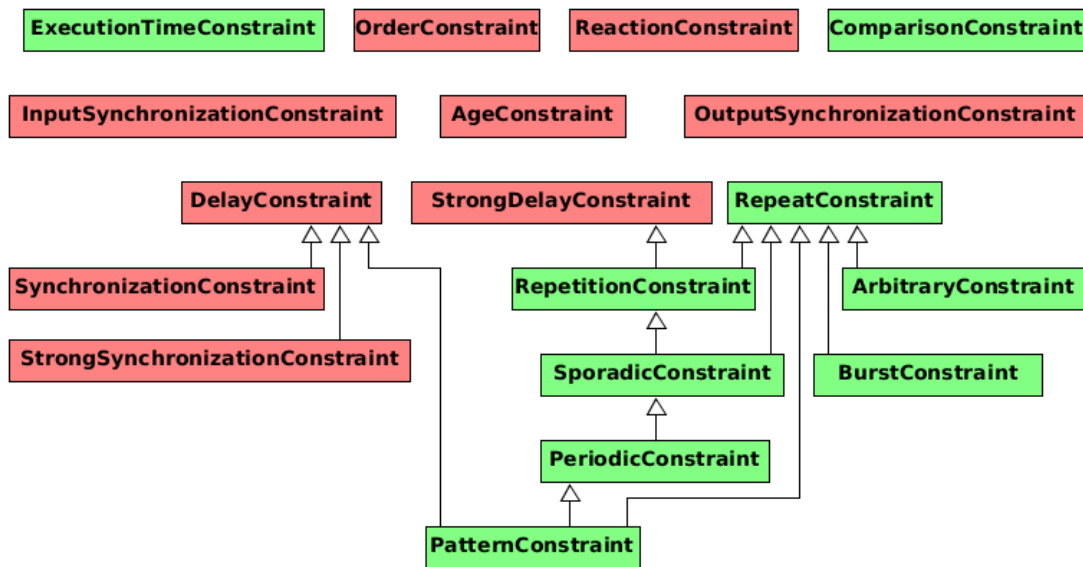 ExecutionTimeConstraint
OrderConstraint
ReactionConstraint
ComparisonConstraint
InputSynchronizationConstraint
AgeConstraint
OutputSynchronizationConstraint
DelayConstraint
StrongDelayConstraint
RepeatConstraint
SynchronizationConstraint
RepetitionConstraint
ArbitraryConstraint
StrongSynchronizationConstraint
SporadicConstraint
BurstConstraint
PeriodicConstraint
PatternConstraint